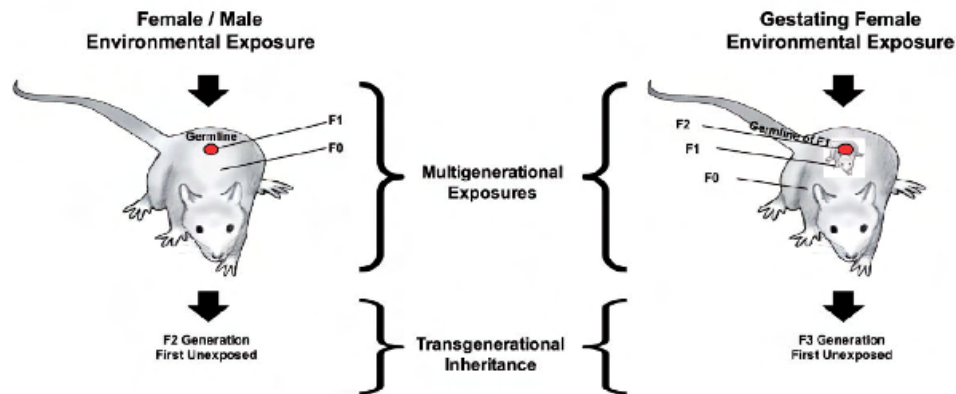 Female / Male
Environmental Exposure
Gestating Female
Environmental Exposure
Germline
F1
F0
Germline of F1
F2
F1
F0
Multigenerational
Exposures
F2 Generation
First Unexposed
Transgenerational
Inheritance
F3 Generation
First Unexposed